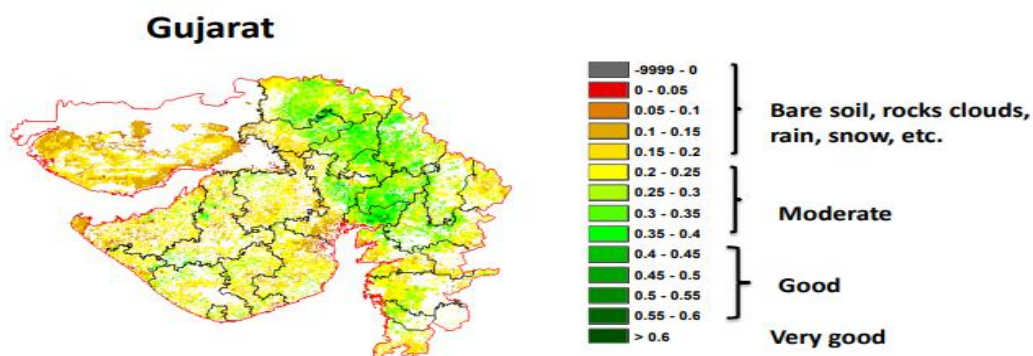 Gujarat
-9999 - 0
0 - 0.05
0.05 - 0.1
0.1 - 0.15
0.15 - 0.2
0.2 - 0.25
0.25 - 0.3
0.3 - 0.35
0.35 - 0.4
0.4 - 0.45
0.45 - 0.5
0.5 - 0.55
0.55 - 0.6
> 0.6
Bare soil, rocks clouds,
rain, snow, etc.
Moderate
Good
Very good